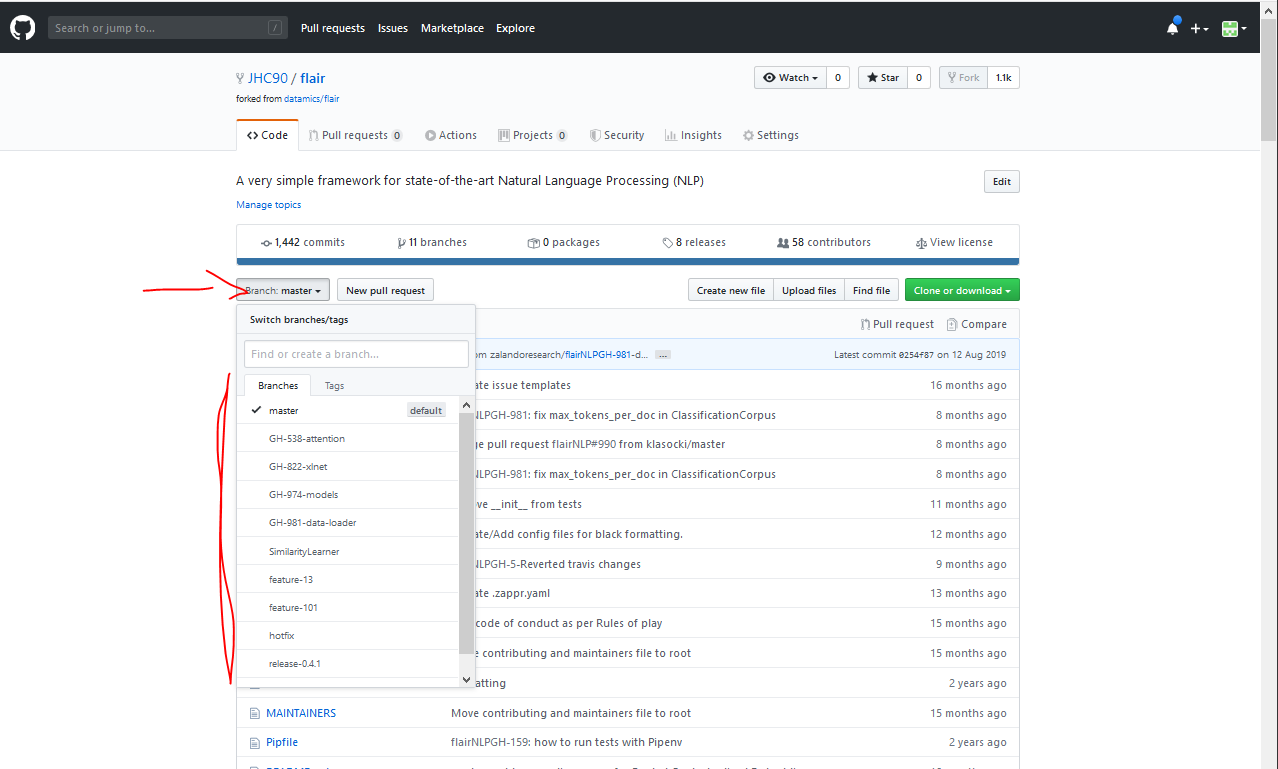 Search or jump to... / Pull requests Issues Marketplace Explore
JHC90 / flair Watch 0 Star 0 Fork 1.1k
forked from datamics/flair
Code Pull requests 0 Actions Projects 0 Security Insights Settings
A very simple framework for state-of-the-art Natural Language Processing (NLP) Edit
Manage topics
1,442 commits 11 branches 0 packages 8 releases 58 contributors View license
Branch: master New pull request Create new file Upload files Find file Clone or download
Switch branches/tags
Pull request Compare
Find or create a branch...
zalandoresearch/flairNLPGH-981-d... ... Latest commit 0254f87 on 12 Aug 2019
Branches Tags
issue templates 16 months ago
master default
NLPGH-981: fix max_tokens_per_doc in ClassificationCorpus 8 months ago
GH-538-attention
pull request flairNLP#990 from klasocki/master 8 months ago
GH-822-xlnet
NLPGH-981: fix max_tokens_per_doc in ClassificationCorpus 8 months ago
GH-974-models
__init__ from tests 11 months ago
GH-981-data-loader
ate/Add config files for black formatting. 12 months ago
SimilarityLearner
NLPGH-5-Reverted travis changes 9 months ago
feature-13
.zappr.yaml 13 months ago
feature-101
code of conduct as per Rules of play 15 months ago
hotfix
contributing and maintainers file to root 15 months ago
release-0.4.1
atting 2 years ago
MAINTAINERS Move contributing and maintainers file to root 15 months ago
Pipfile flairNLPGH-159: how to run tests with Pipenv 2 years ago